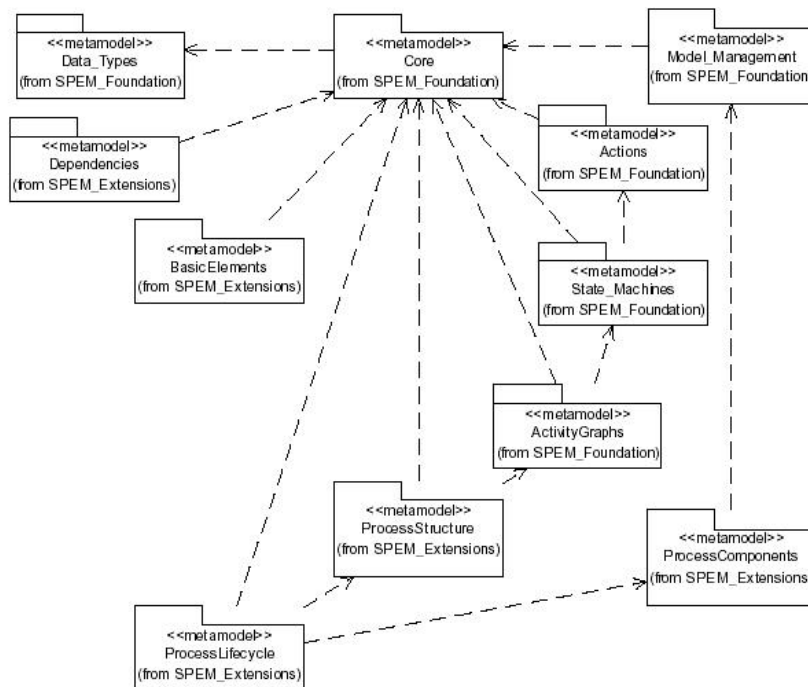 <<metamodel>>
Data_Types
(from SPEM_Foundation)
<<metamodel>>
Core
(from SPEM_Foundation)
<<metamodel>>
Model_Management
(from SPEM_Foundation)
<<metamodel>>
Dependencies
(from SPEM_Extensions)
<<metamodel>>
Actions
(from SPEM_Foundation)
<<metamodel>>
BasicElements
(from SPEM_Extensions)
<<metamodel>>
State_Machines
(from SPEM_Foundation)
<<metamodel>>
ActivityGraphs
(from SPEM_Foundation)
<<metamodel>>
ProcessStructure
(from SPEM_Extensions)
<<metamodel>>
ProcessComponents
(from SPEM_Extensions
<<metamodel>>
ProcessLifecycle
(from SPEM_Extensions)